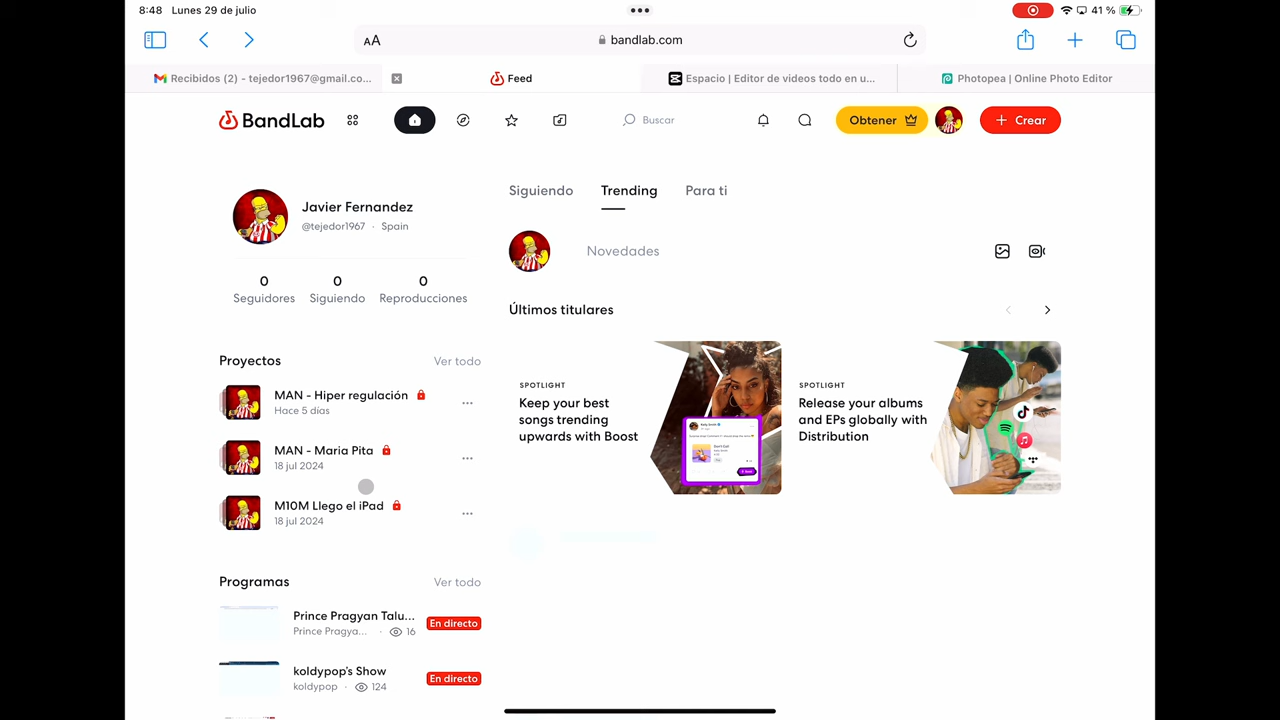 8:48 Lunes 29 de julio
41 %
AA bandlab.com
Recibidos (2) - tejedor1967@gmail.co...
Feed
Espacio | Editor de videos todo en u...
Photopea | Online Photo Editor
BandLab
Buscar
Obtener
+ Crear
Javier Fernandez
@tejedor1967 · Spain
0 0 0
Seguidores Siguiendo Reproducciones
Proyectos Ver todo
MAN - Hiper regulación
Hace 5 días
MAN - Maria Pita
18 jul 2024
M10M Llego el iPad
18 jul 2024
Programas Ver todo
Prince Pragyan Talu...
Prince Pragya... · 16
En directo
koldypop's Show
koldypop · 124
En directo
Siguiendo Trending Para ti
Novedades
Últimos titulares
SPOTLIGHT
Keep your best
songs trending
upwards with Boost
SPOTLIGHT
Release your albums
and EPs globally with
Distribution